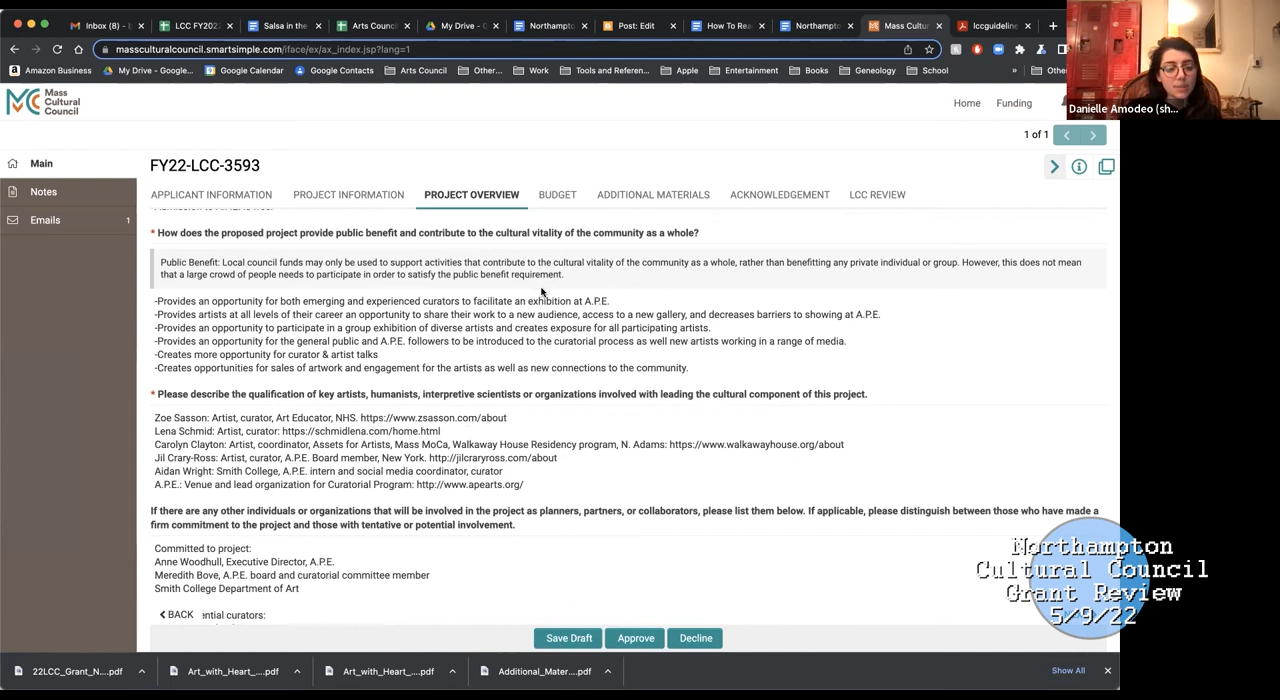 Inbox (8) -
LCC FY2022
Salsa in the
Arts Counc
My Drive - G
Northampto
Post: Edit
How To Rea
Northampto
Mass Cultur
lccguideline
massculturalcouncil.smartsimple.com/iface/ex/ax_index.jsp?lang=1
Amazon Business
My Drive - Google...
Google Calendar
Google Contacts
Arts Council
Other...
Work
Tools and Referen...
Apple
Entertainment
Books
Geneology
School
»
Danielle Amodeo (sh...
Mass
Cultural
Council
Home
Funding
1 of 1
Main
Notes
Emails 1
FY22-LCC-3593
APPLICANT INFORMATION
PROJECT INFORMATION
PROJECT OVERVIEW
BUDGET
ADDITIONAL MATERIALS
ACKNOWLEDGEMENT
LCC REVIEW
* How does the proposed project provide public benefit and contribute to the cultural vitality of the community as a whole?
Public Benefit: Local council funds may only be used to support activities that contribute to the cultural vitality of the community as a whole, rather than benefitting any private individual or group. However, this does not mean
that a large crowd of people needs to participate in order to satisfy the public benefit requirement.
-Provides an opportunity for both emerging and experienced curators to facilitate an exhibition at A.P.E.
-Provides artists at all levels of their career an opportunity to share their work to a new audience, access to a new gallery, and decreases barriers to showing at A.P.E.
-Provides an opportunity to participate in a group exhibition of diverse artists and creates exposure for all participating artists.
-Provides an opportunity for the general public and A.P.E. followers to be introduced to the curatorial process as well new artists working in a range of media.
-Creates more opportunity for curator & artist talks
-Creates opportunities for sales of artwork and engagement for the artists as well as new connections to the community.
* Please describe the qualification of key artists, humanists, interpretive scientists or organizations involved with leading the cultural component of this project.
Zoe Sasson: Artist, curator, Art Educator, NHS. https://www.zsasson.com/about
Lena Schmid: Artist, curator: https://schmidlena.com/home.html
Carolyn Clayton: Artist, coordinator, Assets for Artists, Mass MoCa, Walkaway House Residency program, N. Adams: https://www.walkawayhouse.org/about
Jil Crary-Ross: Artist, curator, A.P.E. Board member, New York. http://jilcraryross.com/about
Aidan Wright: Smith College, A.P.E. intern and social media coordinator, curator
A.P.E.: Venue and lead organization for Curatorial Program: http://www.apearts.org/
If there are any other individuals or organizations that will be involved in the project as planners, partners, or collaborators, please list them below. If applicable, please distinguish between those who have made a
firm commitment to the project and those with tentative or potential involvement.
Committed to project:
Anne Woodhull, Executive Director, A.P.E.
Meredith Bove, A.P.E. board and curatorial committee member
Smith College Department of Art
BACK
ential curators:
Save Draft
Approve
Decline
Northampton
Cultural Council
Grant Review
5/9/22
22LCC_Grant_N....pdf
Art_with_Heart_....pdf
Art_with_Heart_....pdf
Additional_Mater....pdf
Show All